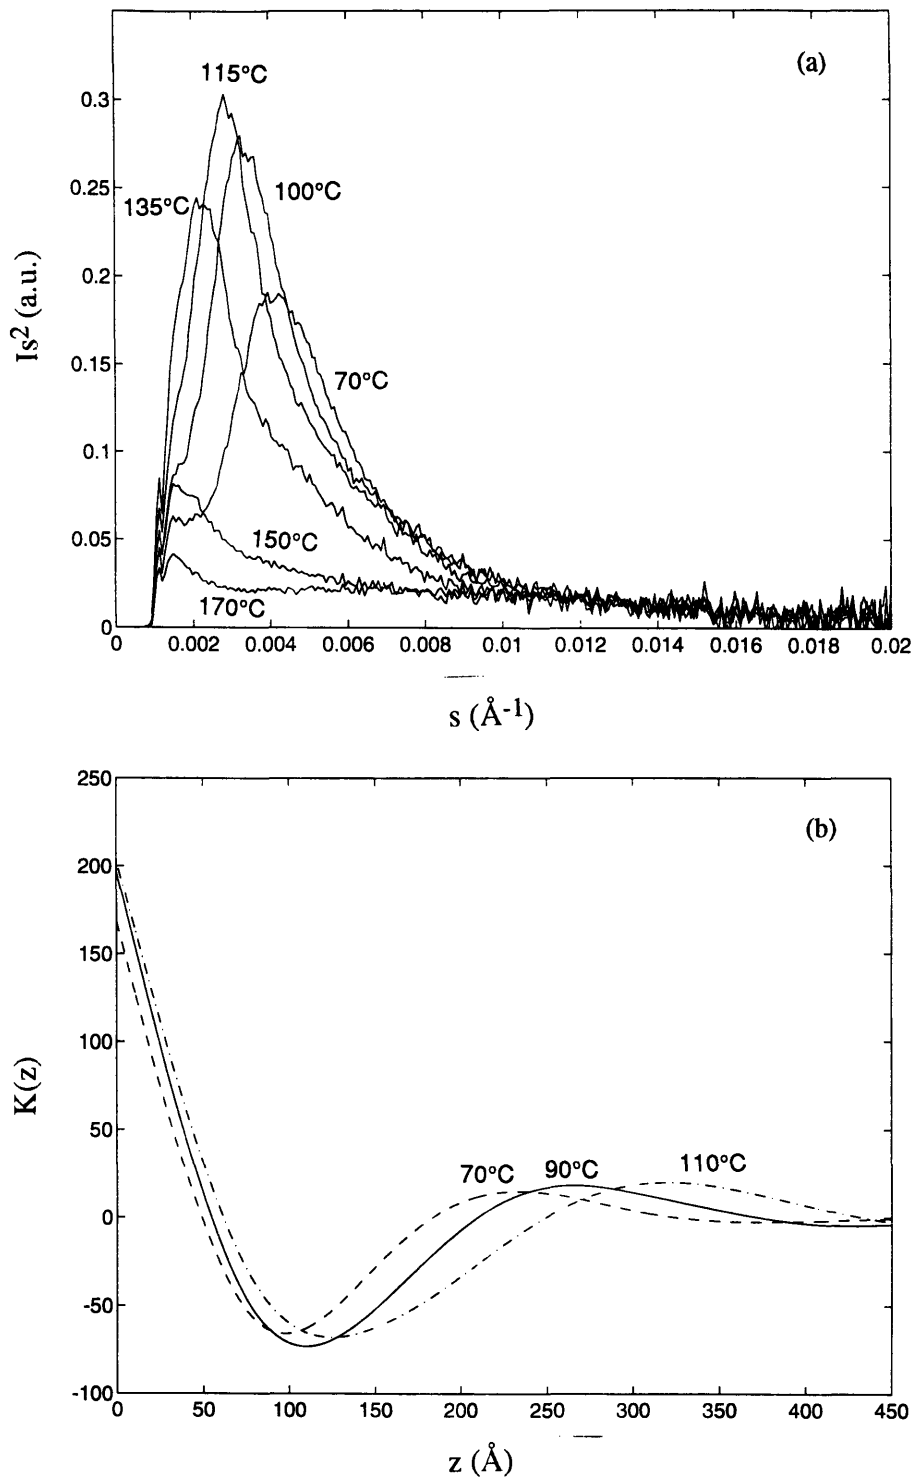 (a)
115°C
0.3
100°C
0.25
135°C
0.2
Is² (a.u.)
0.15
70°C
0.1
0.05
150°C
170°C
0
0 0.002 0.004 0.006 0.008 0.01 0.012 0.014 0.016 0.018 0.02
s (Å⁻¹)
250
(b)
200
150
100
K(z)
50
70°C 90°C 110°C
0
-50
-100
0 50 100 150 200 250 300 350 400 450
z (Å)